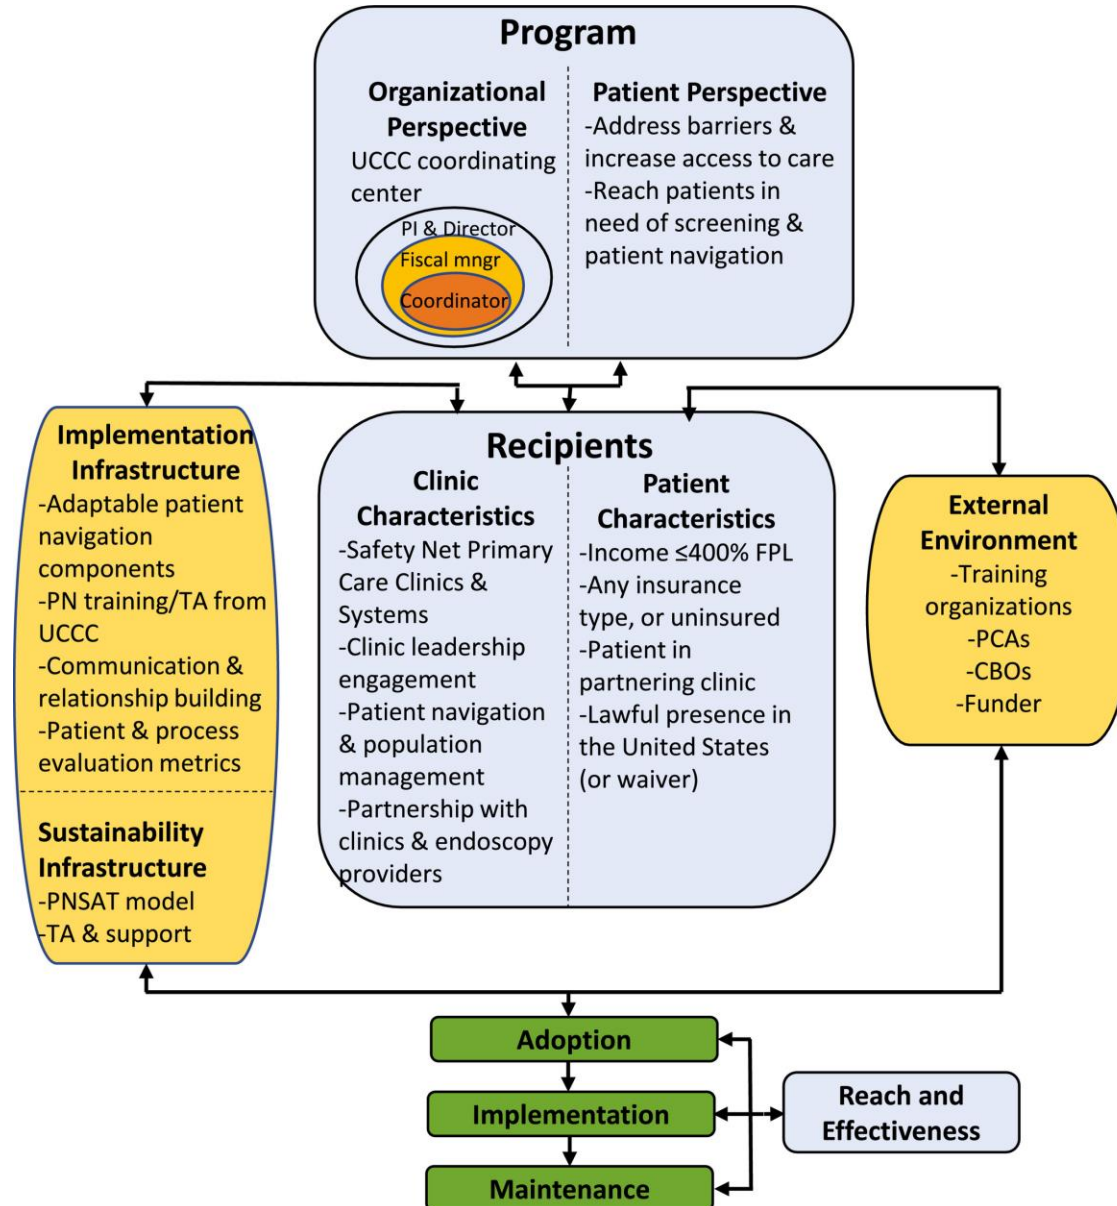 Program
Organizational
Perspective
UCCC coordinating
center
PI & Director
Fiscal mngr
Coordinator
Patient Perspective
-Address barriers &
increase access to care
-Reach patients in
need of screening &
patient navigation
Implementation
Infrastructure
-Adaptable patient
navigation
components
-PN training/TA from
UCCC
-Communication &
relationship building
-Patient & process
evaluation metrics
Sustainability
Infrastructure
-PNSAT model
-TA & support
Recipients
Clinic
Characteristics
-Safety Net Primary
Care Clinics &
Systems
-Clinic leadership
engagement
-Patient navigation
& population
management
-Partnership with
clinics & endoscopy
providers
Patient
Characteristics
-Income ≤400% FPL
-Any insurance
type, or uninsured
-Patient in
partnering clinic
-Lawful presence in
the United States
(or waiver)
External
Environment
-Training
organizations
-PCAs
-CBOs
-Funder
Adoption
Implementation
Maintenance
Reach and
Effectiveness